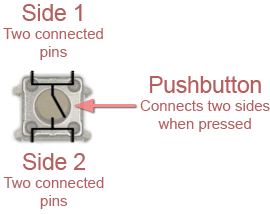 Side 1
Two connected
pins
Pushbutton
Connects two sides
when pressed
Side 2
Two connected
pins